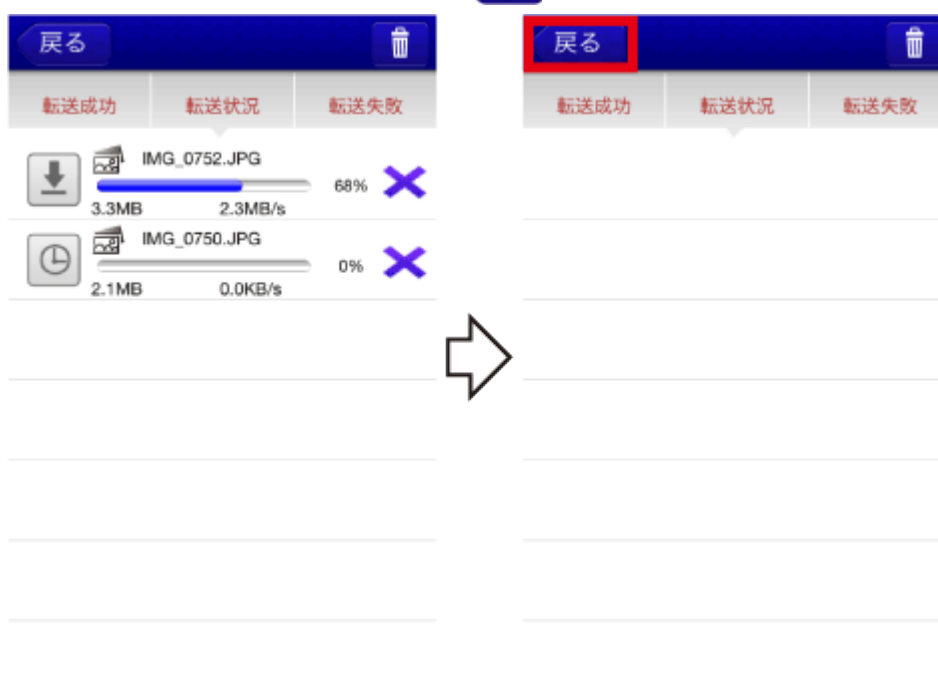 戻る
転送成功 転送状況 転送失敗
IMG_0752.JPG
68%
3.3MB 2.3MB/s
IMG_0750.JPG
0%
2.1MB 0.0KB/s
戻る
転送成功 転送状況 転送失敗